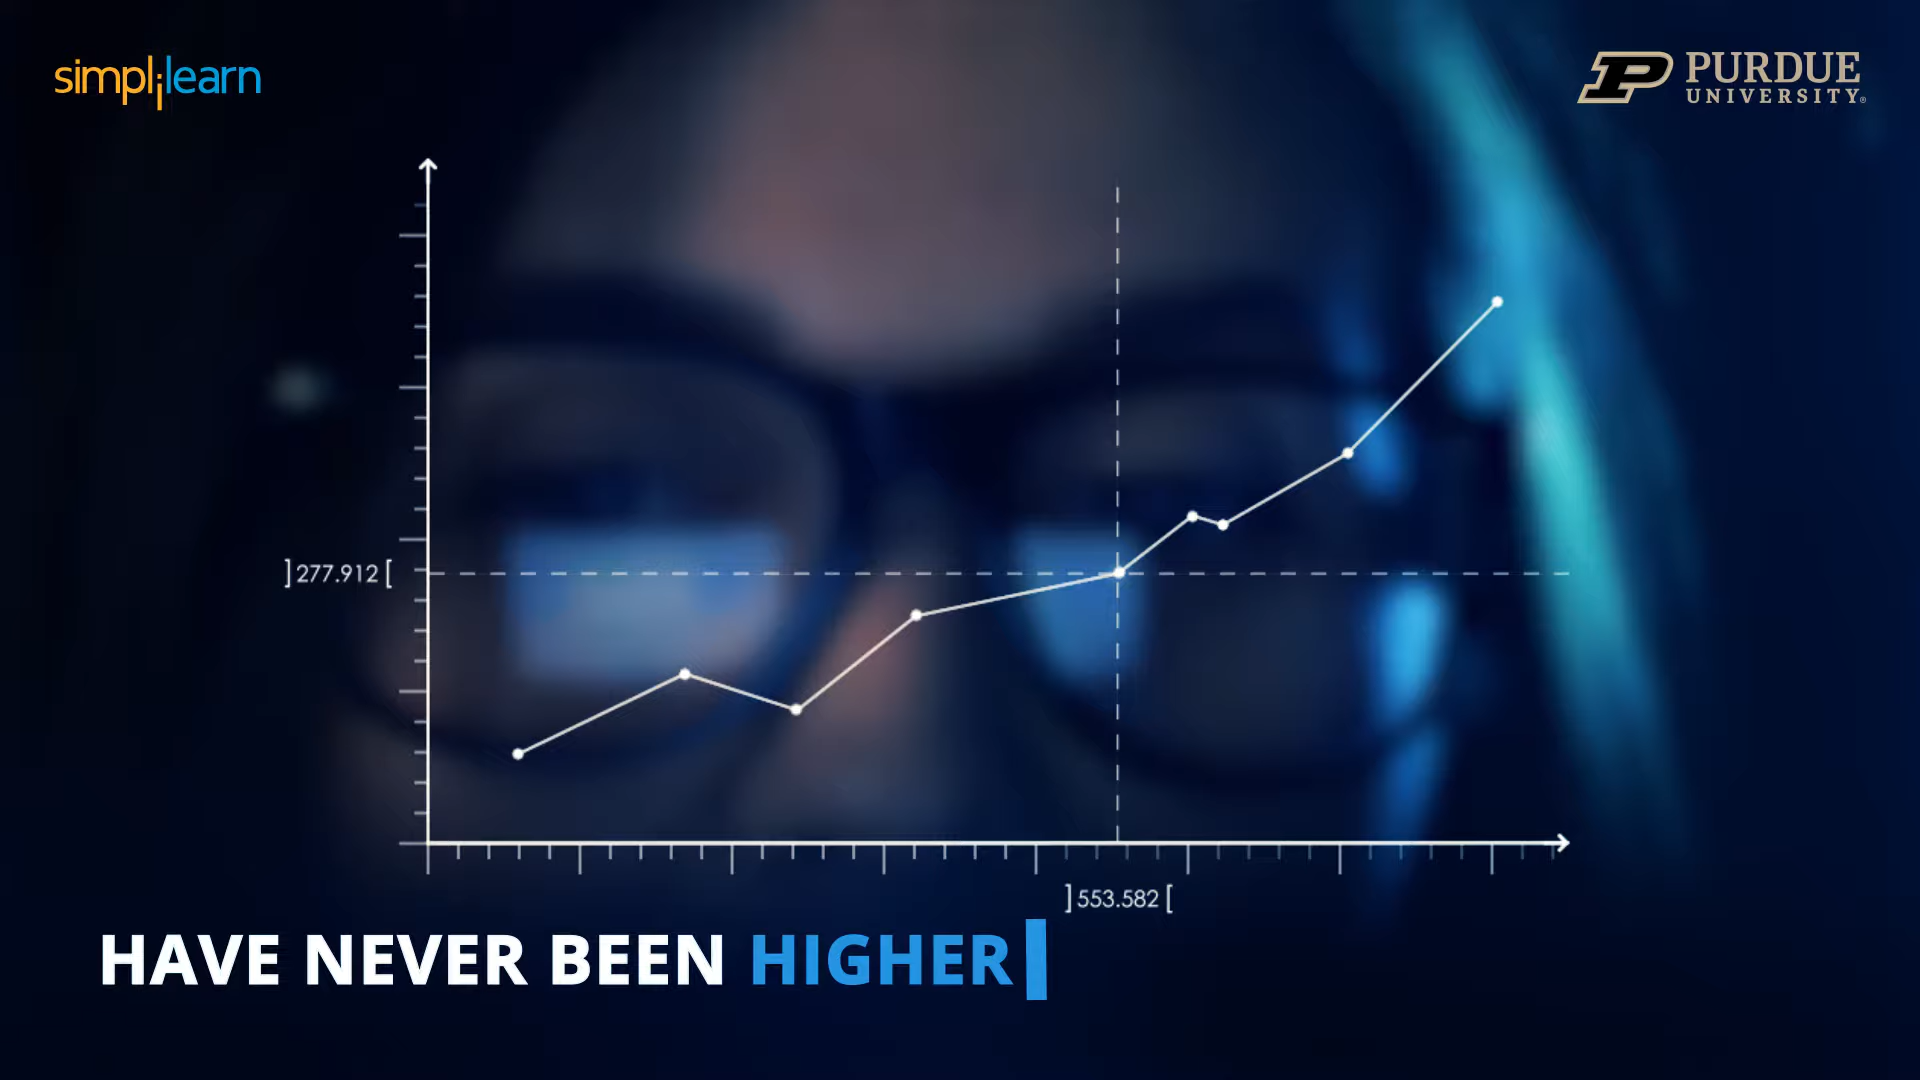 simplilearn
PURDUE
UNIVERSITY®
]277.912[
]553.582[
HAVE NEVER BEEN HIGHER